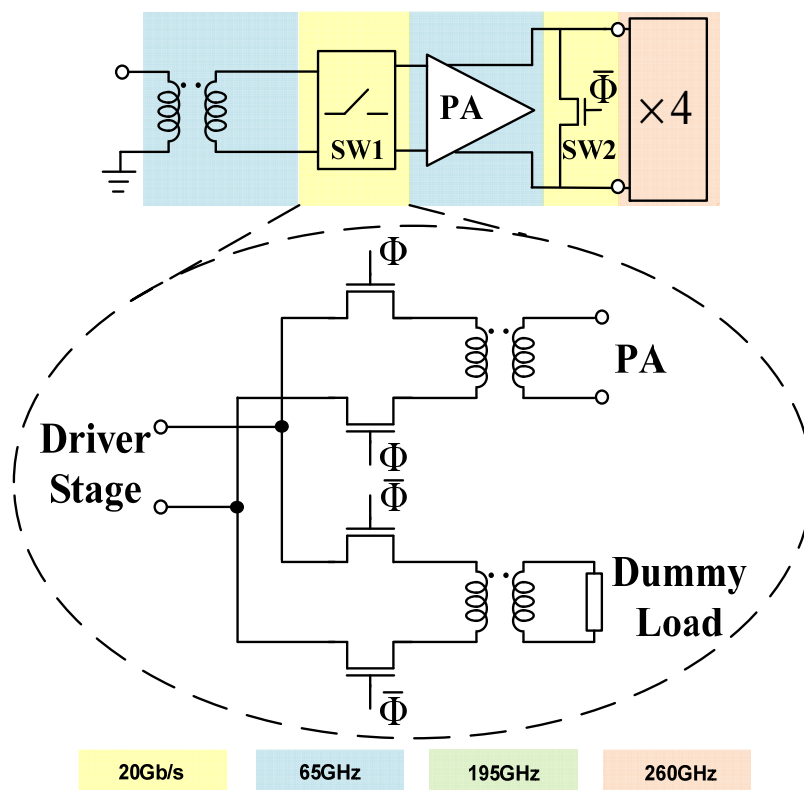 PA
SW1
Φ̅
SW2
×4
Φ
PA
Φ
Driver
Stage
Φ̅
Dummy
Load
Φ̅
20Gb/s
65GHz
195GHz
260GHz